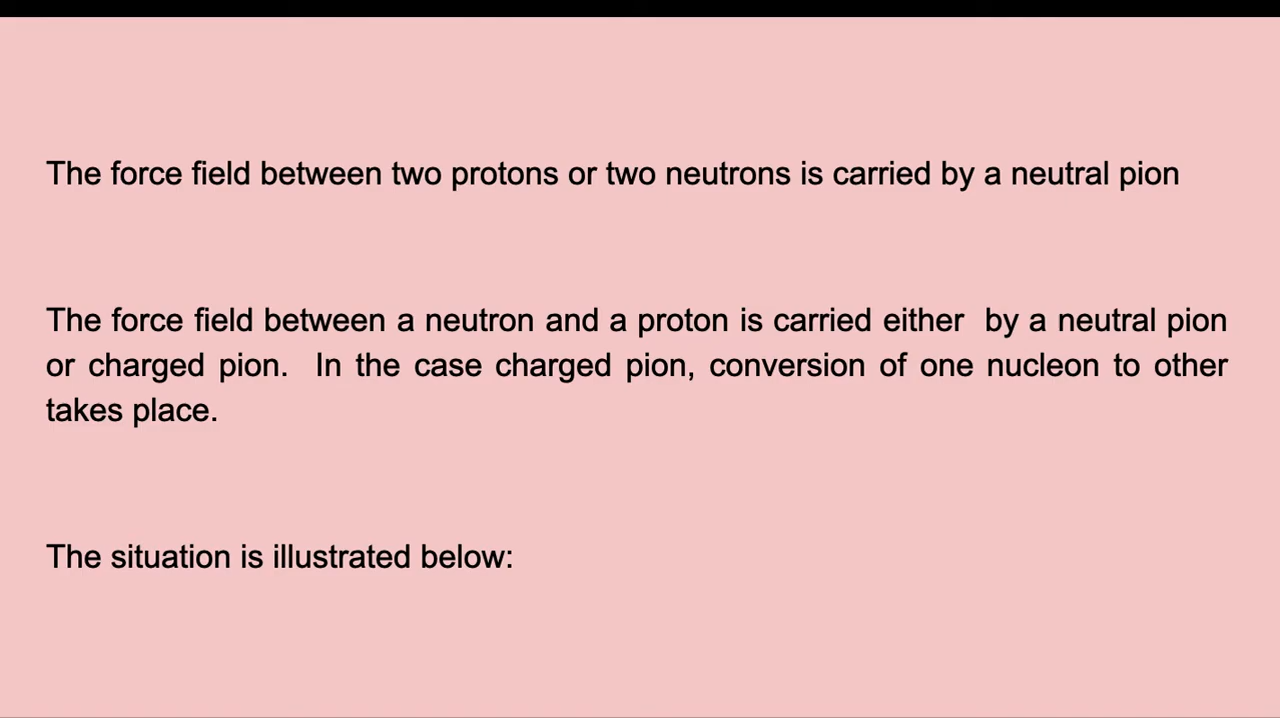 The force field between two protons or two neutrons is carried by a neutral pion
The force field between a neutron and a proton is carried either  by a neutral pion
or charged pion.  In the case charged pion, conversion of one nucleon to other
takes place.
The situation is illustrated below: